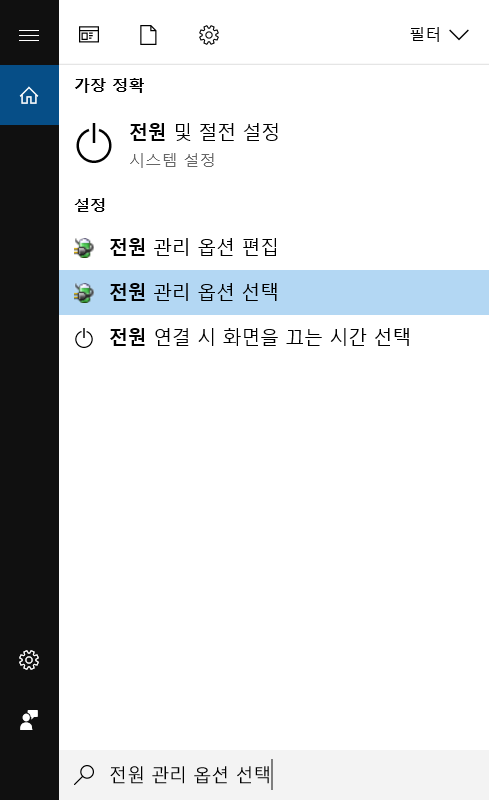 필터
가장 정확
전원 및 절전 설정
시스템 설정
설정
전원 관리 옵션 편집
전원 관리 옵션 선택
전원 연결 시 화면을 끄는 시간 선택
전원 관리 옵션 선택